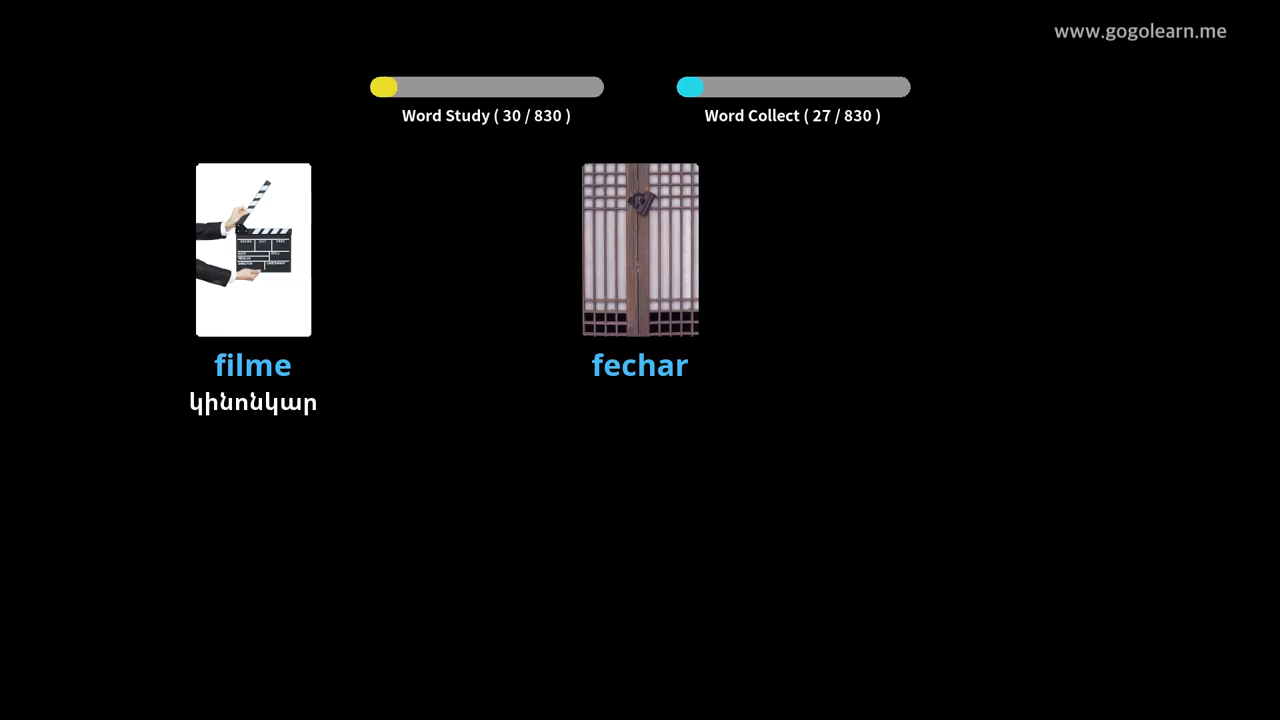 www.gogolearn.me
Word Study ( 30 / 830 )
Word Collect ( 27 / 830 )
filme
կինոնկար
fechar